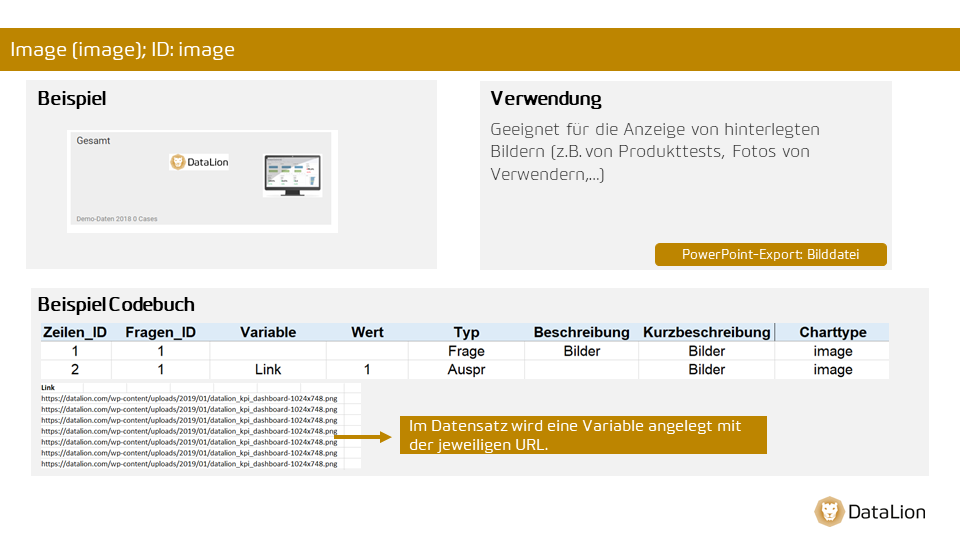 Image (image); ID: image
Beispiel
Gesamt
DataLion
Demo-Daten 2018 0 Cases
Verwendung
Geeignet für die Anzeige von hinterlegten
Bildern (z.B. von Produkttests, Fotos von
Verwendern,...)
PowerPoint-Export: Bilddatei
Beispiel Codebuch
Zeilen_ID Fragen_ID Variable Wert Typ Beschreibung Kurzbeschreibung Charttype
1 1 Frage Bilder Bilder image
2 1 Link 1 Auspr Bilder image
Link
https://datalion.com/wp-content/uploads/2019/01/datalion_kpi_dashboard-1024x748.png
https://datalion.com/wp-content/uploads/2019/01/datalion_kpi_dashboard-1024x748.png
https://datalion.com/wp-content/uploads/2019/01/datalion_kpi_dashboard-1024x748.png
https://datalion.com/wp-content/uploads/2019/01/datalion_kpi_dashboard-1024x748.png
https://datalion.com/wp-content/uploads/2019/01/datalion_kpi_dashboard-1024x748.png
https://datalion.com/wp-content/uploads/2019/01/datalion_kpi_dashboard-1024x748.png
https://datalion.com/wp-content/uploads/2019/01/datalion_kpi_dashboard-1024x748.png
Im Datensatz wird eine Variable angelegt mit
der jeweiligen URL.
DataLion